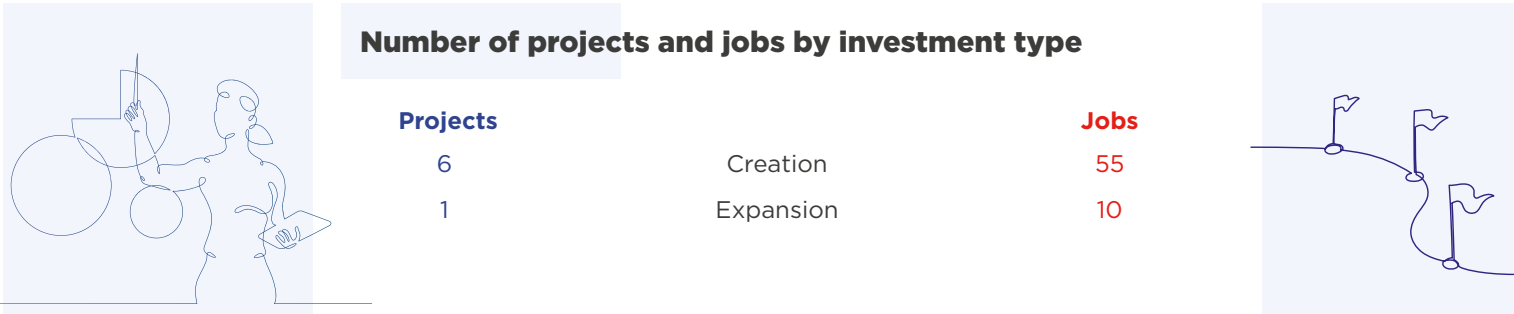 Number of projects and jobs by investment type
Projects Jobs
6 Creation 55
1 Expansion 10